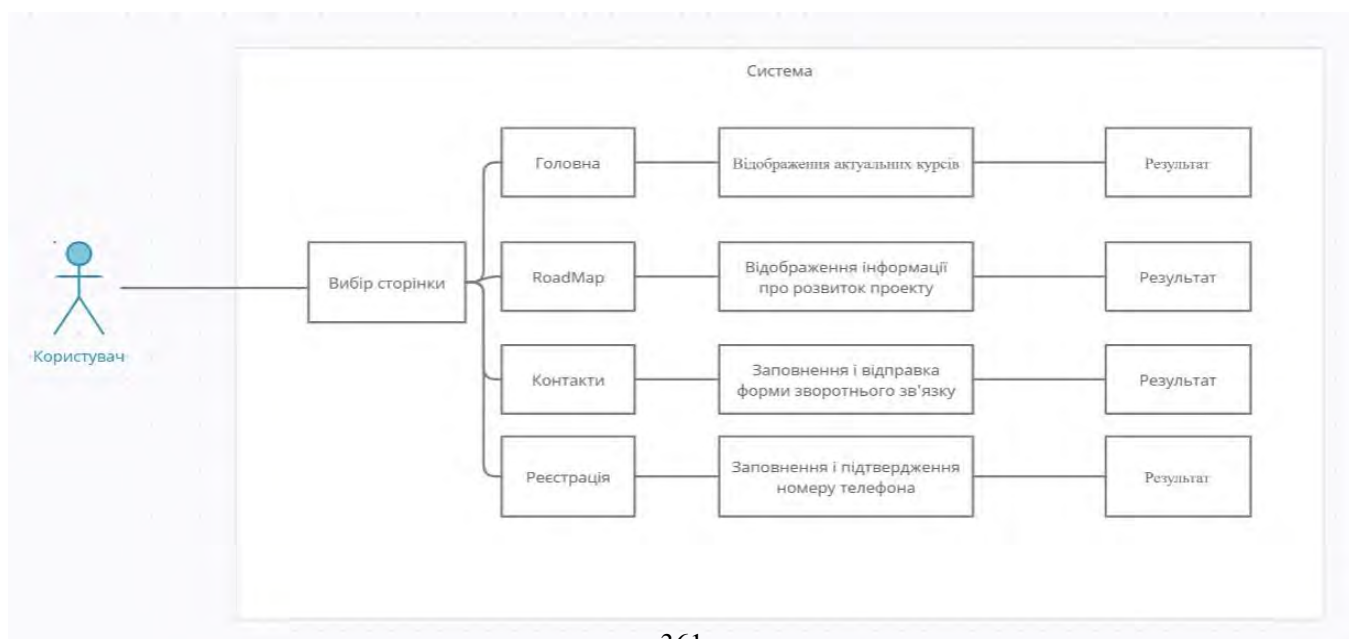 Система
Головна
Відображення актуальних курсів
Результат
Користувач
Вибір сторінки
RoadMap
Відображення інформації
про розвиток проекту
Результат
Контакти
Заповнення і відправка
форми зворотнього зв'язку
Результат
Реєстрація
Заповнення і підтвердження
номеру телефона
Результат